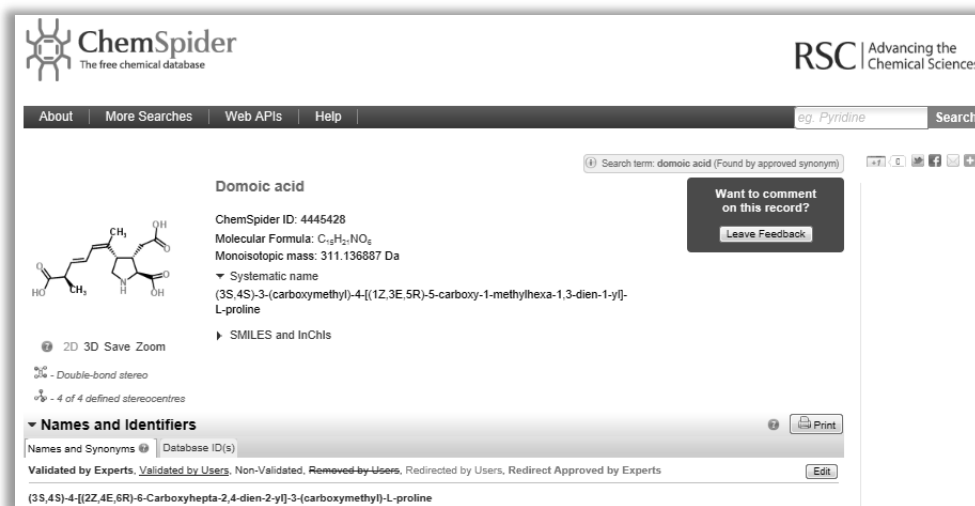 ChemSpider
The free chemical database
RSC Advancing the
Chemical Sciences
About More Searches Web APIs Help
eg. Pyridine Search
Search term: domoic acid (Found by approved synonym)
+1 0
Domoic acid
Want to comment
on this record?
Leave Feedback
ChemSpider ID: 4445428
Molecular Formula: C₁₅H₂₁NO₆
Monoisotopic mass: 311.136887 Da
Systematic name
(3S,4S)-3-(carboxymethyl)-4-[(1Z,3E,5R)-5-carboxy-1-methylhexa-1,3-dien-1-yl]-
L-proline
SMILES and InChIs
CH₃ OH
O
O
O
HO CH₃ N OH
H
2D 3D Save Zoom
- Double-bond stereo
- 4 of 4 defined stereocentres
Names and Identifiers
Print
Names and Synonyms Database ID(s)
Validated by Experts, Validated by Users, Non-Validated, Removed by Users, Redirected by Users, Redirect Approved by Experts
Edit
(3S,4S)-4-[(2Z,4E,6R)-6-Carboxyhepta-2,4-dien-2-yl]-3-(carboxymethyl)-L-proline